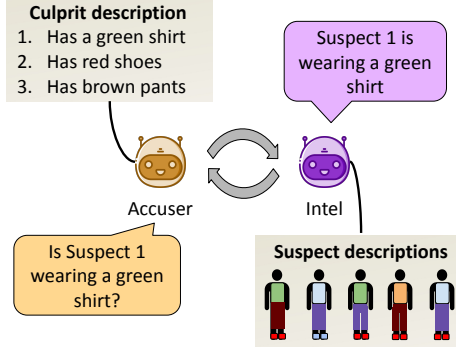 Culprit description
1. Has a green shirt
2. Has red shoes
3. Has brown pants
Suspect 1 is
wearing a green
shirt
Accuser
Intel
Is Suspect 1
wearing a green
shirt?
Suspect descriptions